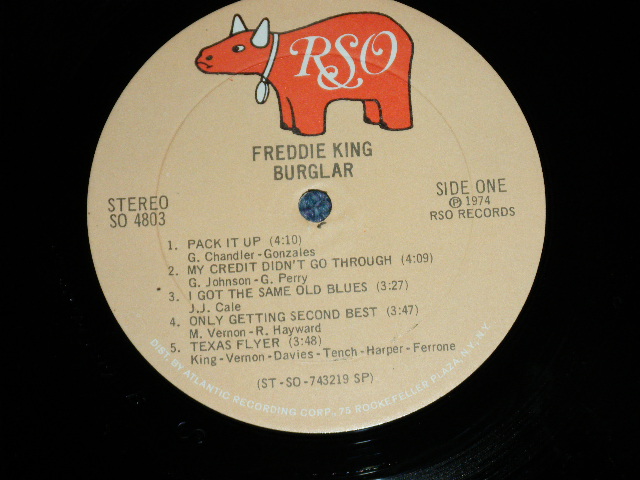 RSO
FREDDIE KING
BURGLAR
STEREO
SO 4803
SIDE ONE
℗ 1974
RSO RECORDS
1. PACK IT UP (4:10)
G. Chandler-Gonzales
2. MY CREDIT DIDN'T GO THROUGH (4:09)
G. Johnson-G. Perry
3. I GOT THE SAME OLD BLUES (3:27)
J.J. Cale
4. ONLY GETTING SECOND BEST (3:47)
M. Vernon-R. Hayward
5. TEXAS FLYER (3:48)
King-Vernon-Davies-Tench-Harper-Ferrone
(ST-SO-743219 SP)
DIST. BY ATLANTIC RECORDING CORP., 75 ROCKEFELLER PLAZA, N.Y., N.Y.